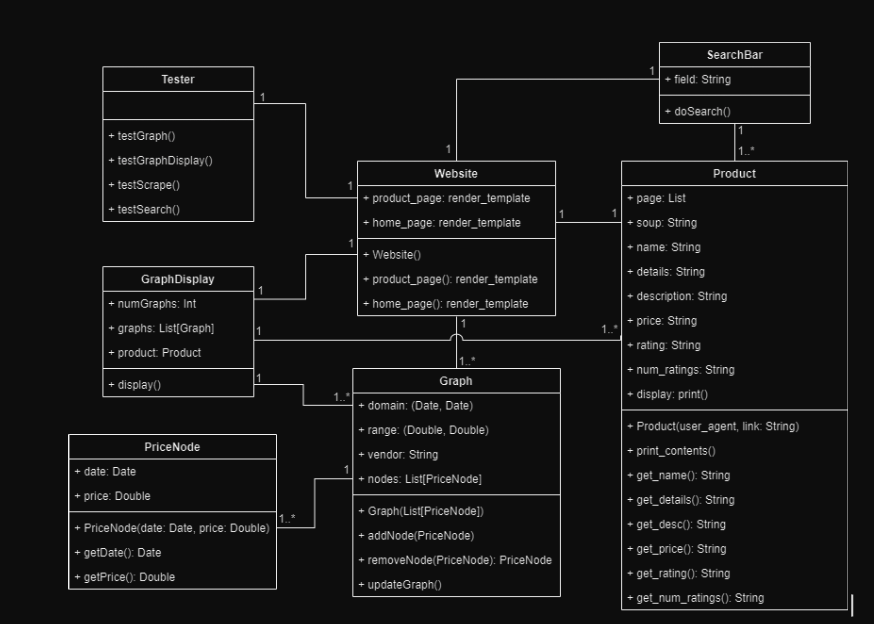 SearchBar
+ field: String
+ doSearch()
1
1
1..*
Tester
+ testGraph()
+ testGraphDisplay()
+ testScrape()
+ testSearch()
1
1
1
Website
+ product_page: render_template
+ home_page: render_template
+ Website()
+ product_page(): render_template
+ home_page(): render_template
1
1
1
1
1..*
Product
+ page: List
+ soup: String
+ name: String
+ details: String
+ description: String
+ price: String
+ rating: String
+ num_ratings: String
+ display: print()
+ Product(user_agent, link: String)
+ print_contents()
+ get_name(): String
+ get_details(): String
+ get_desc(): String
+ get_price(): String
+ get_rating(): String
+ get_num_ratings(): String
GraphDisplay
+ numGraphs: Int
+ graphs: List[Graph]
+ product: Product
+ display()
1
1
1..*
1
1..*
Graph
+ domain: (Date, Date)
+ range: (Double, Double)
+ vendor: String
+ nodes: List[PriceNode]
+ Graph(List[PriceNode])
+ addNode(PriceNode)
+ removeNode(PriceNode): PriceNode
+ updateGraph()
1
1..*
PriceNode
+ date: Date
+ price: Double
+ PriceNode(date: Date, price: Double)
+ getDate(): Date
+ getPrice(): Double